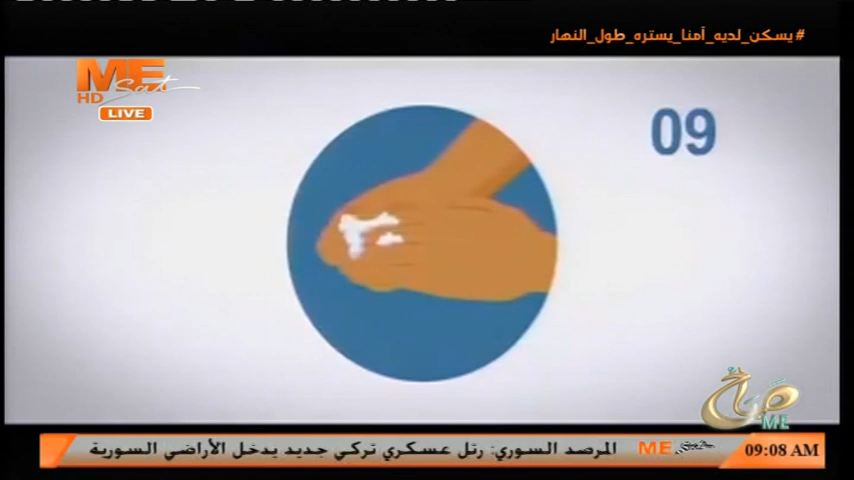 #يسكن_لديه_آمنا_يستره_طول_النهار
ME Sat
HD
LIVE
09
صباح
ME
المرصد السوري: رتل عسكري تركي جديد يدخل الأراضي السورية
ME
09:08 AM